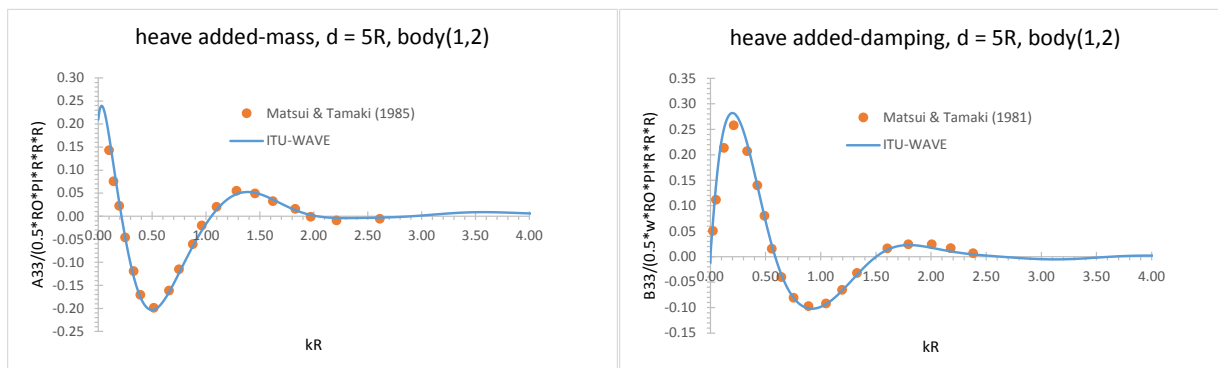 heave added-mass, d = 5R, body(1,2)
A33/(0.5*RO*PI*R*R*R)
0.30
0.25
0.20
0.15
0.10
0.05
0.00
-0.05
-0.10
-0.15
-0.20
-0.25
Matsui & Tamaki (1985)
ITU-WAVE
0.00 0.50 1.00 1.50 2.00 2.50 3.00 3.50 4.00
kR
heave added-damping, d = 5R, body(1,2)
B33/(0.5*w*RO*PI*R*R*R)
0.35
0.30
0.25
0.20
0.15
0.10
0.05
0.00
-0.05
-0.10
-0.15
Matsui & Tamaki (1981)
ITU-WAVE
0.00 0.50 1.00 1.50 2.00 2.50 3.00 3.50 4.00
kR